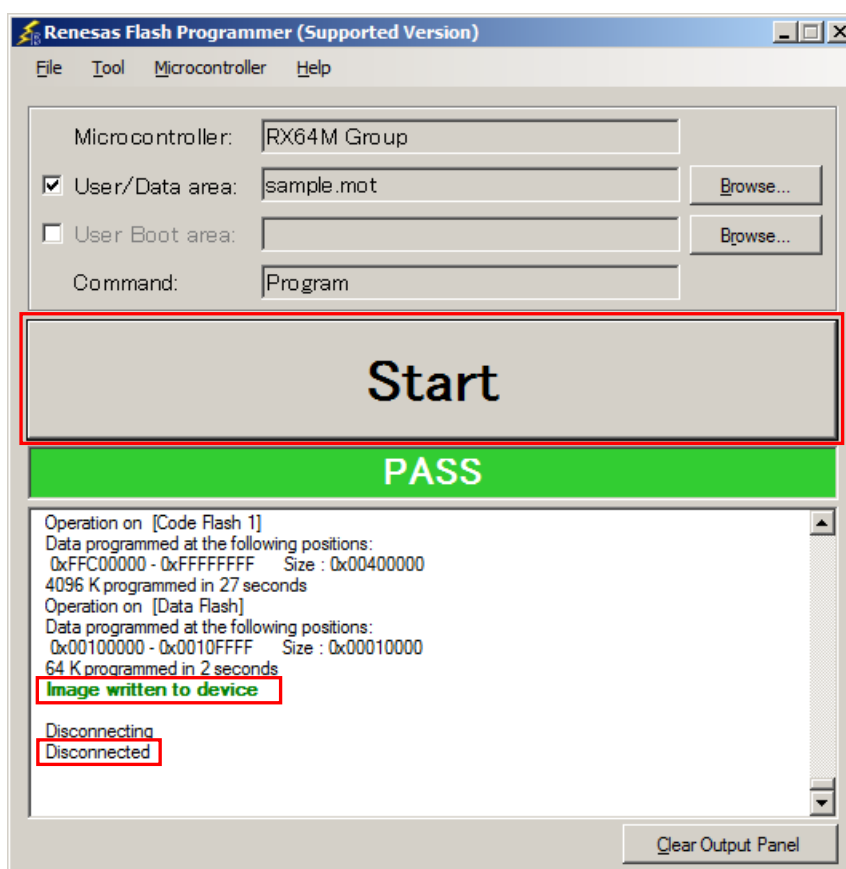 Renesas Flash Programmer (Supported Version)
File Tool Microcontroller Help
Microcontroller: RX64M Group
User/Data area: sample.mot Browse...
User Boot area: Browse...
Command: Program
Start
PASS
Operation on [Code Flash 1]
Data programmed at the following positions:
0xFFC00000 - 0xFFFFFFFF Size : 0x00400000
4096 K programmed in 27 seconds
Operation on [Data Flash]
Data programmed at the following positions:
0x00100000 - 0x0010FFFF Size : 0x00010000
64 K programmed in 2 seconds
Image written to device
Disconnecting
Disconnected
Clear Output Panel